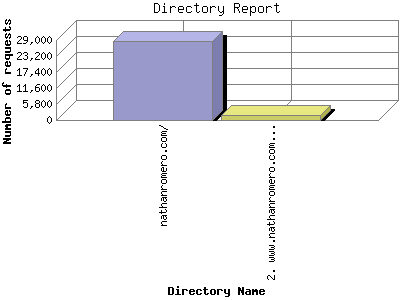 Directory Report
Number of requests
29,000
23,200
17,400
11,600
5,800
0
nathanromero.com/
2. www.nathanromero.com...
Directory Name